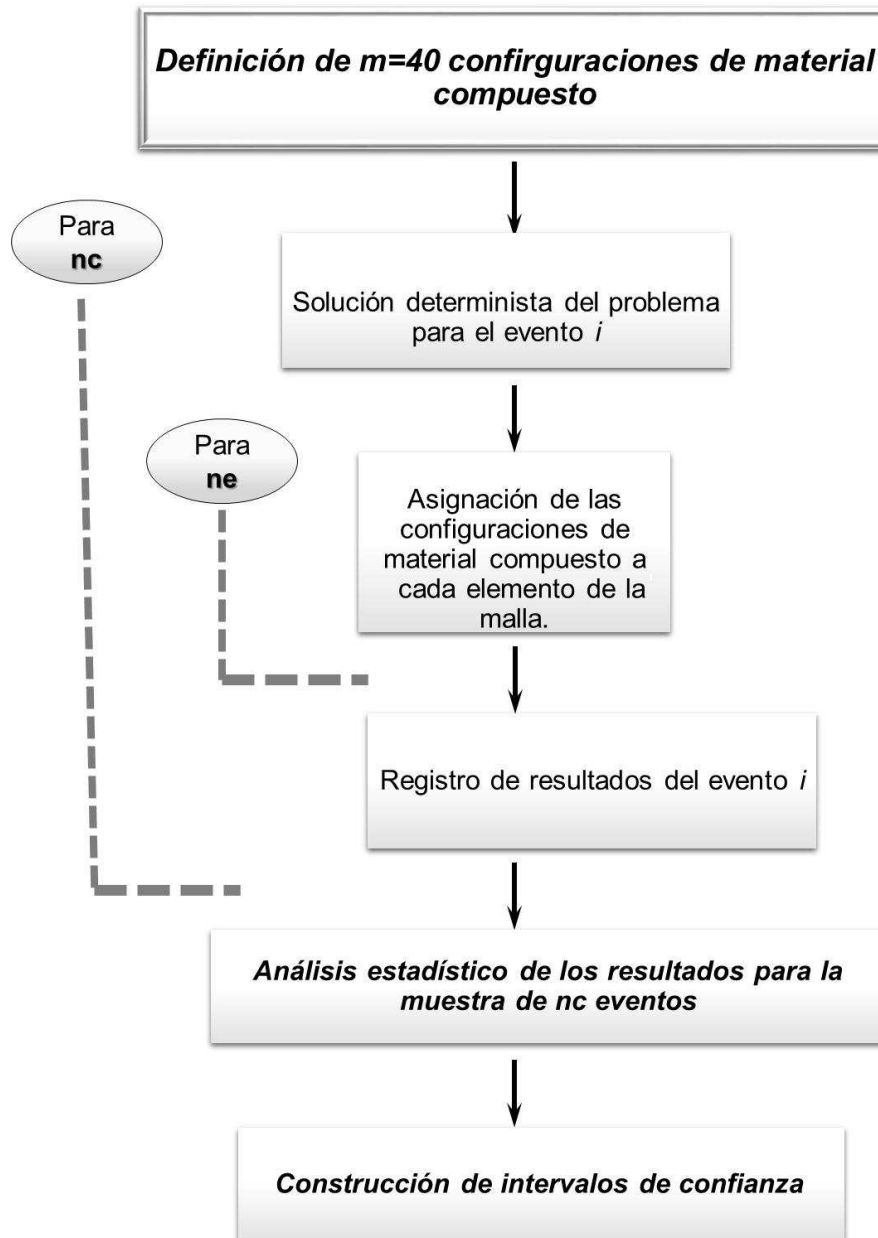 Definición de m=40 confirguraciones de material
compuesto
Para
nc
Solución determinista del problema
para el evento i
Para
ne
Asignación de las
configuraciones de
material compuesto a
cada elemento de la
malla.
Registro de resultados del evento i
Análisis estadístico de los resultados para la
muestra de nc eventos
Construcción de intervalos de confianza